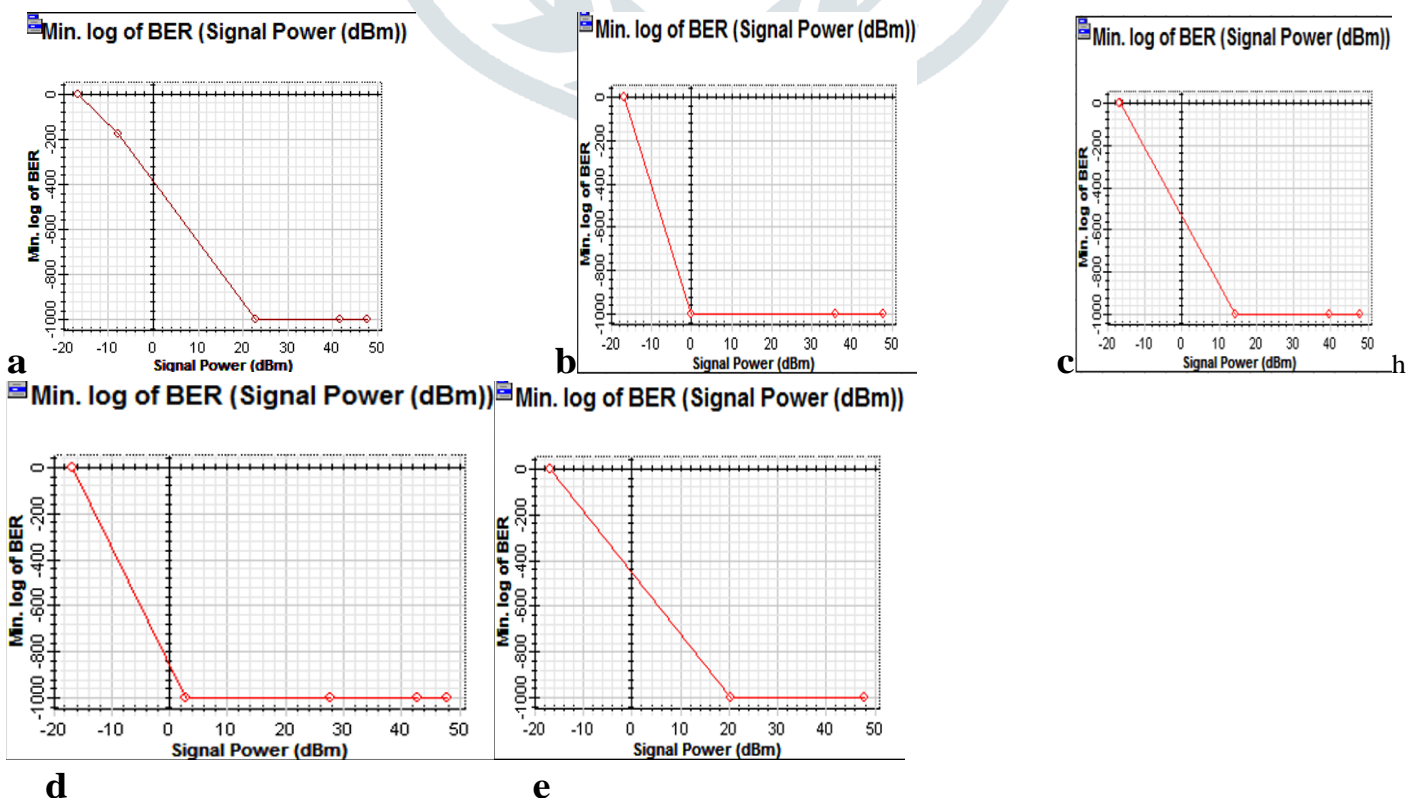 Min. log of BER (Signal Power (dBm))
Min. log of BER
0
-200
-400
-600
-800
-1000
-20 -10 0 10 20 30 40 50
Signal Power (dBm)
a
Min. log of BER (Signal Power (dBm))
Min. log of BER
0
-200
-400
-600
-800
-1000
-20 -10 0 10 20 30 40 50
Signal Power (dBm)
b
Min. log of BER (Signal Power (dBm))
Min. log of BER
0
-200
-400
-600
-800
-1000
-20 -10 0 10 20 30 40 50
Signal Power (dBm)
c
h
Min. log of BER (Signal Power (dBm))
Min. log of BER
0
-200
-400
-600
-800
-1000
-20 -10 0 10 20 30 40 50
Signal Power (dBm)
d
Min. log of BER (Signal Power (dBm))
Min. log of BER
0
-200
-400
-600
-800
-1000
-20 -10 0 10 20 30 40 50
Signal Power (dBm)
e